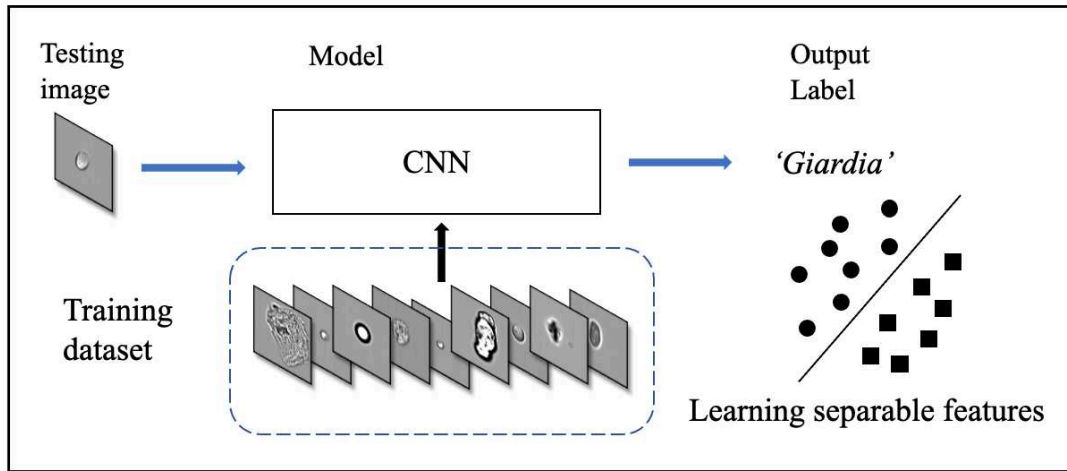 Testing
image
Model
Output
Label
CNN
‘Giardia’
Training
dataset
Learning separable features